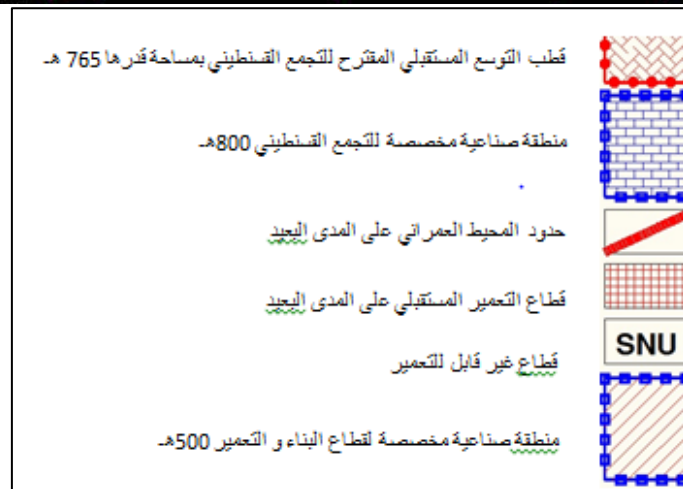 قطب التوسع المستقبلي المقترح للتجمع القسنطيني بمساحة قدرها 765 هـ
منطقة صناعية مخصصة للتجمع القسنطيني 800هـ
حدود المحيط العمراني على المدى البعيد
قطاع التعمير المستقبلي على المدى البعيد
SNU
قطاع غير قابل للتعمير
منطقة صناعية مخصصة لقطاع البناء و التعمير 500هـ